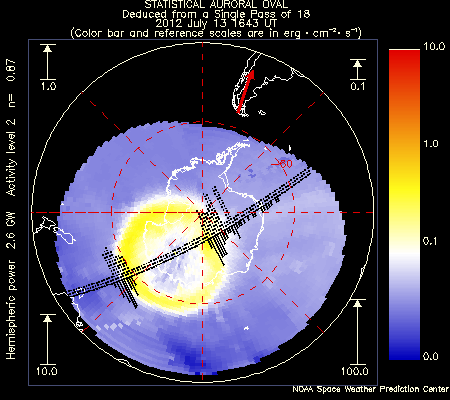 STATISTICAL AURORAL OVAL
Deduced from a Single Pass of 18
2012 July 13 1643 UT
(Color bar and reference scales are in erg·cm⁻²·s⁻¹)
1.0
0.1
10.0
1.0
0.1
0.0
-60
Hemispheric power 2.6 GW Activity level 2 n= 0.87
10.0
100.0
NOAA Space Weather Prediction Center